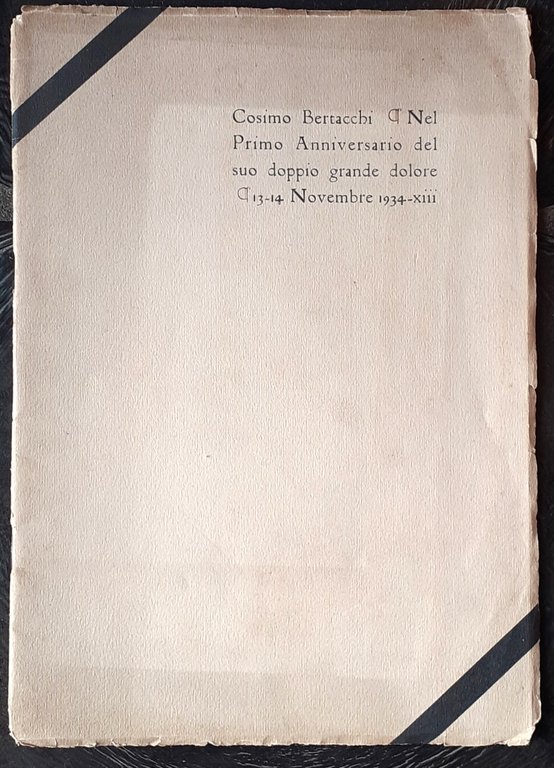 Cosimo Bertacchi ¶ Nel
Primo Anniversario del
suo doppio grande dolore
¶ 13-14 Novembre 1934-xiii